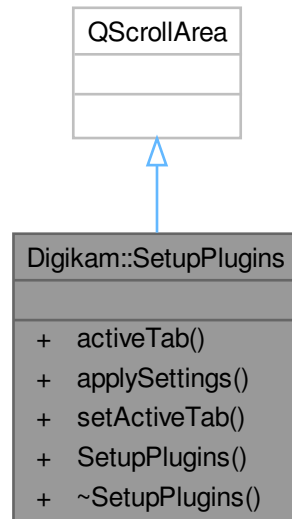 QScrollArea
Digikam::SetupPlugins
+ activeTab()
+ applySettings()
+ setActiveTab()
+ SetupPlugins()
+ ~SetupPlugins()